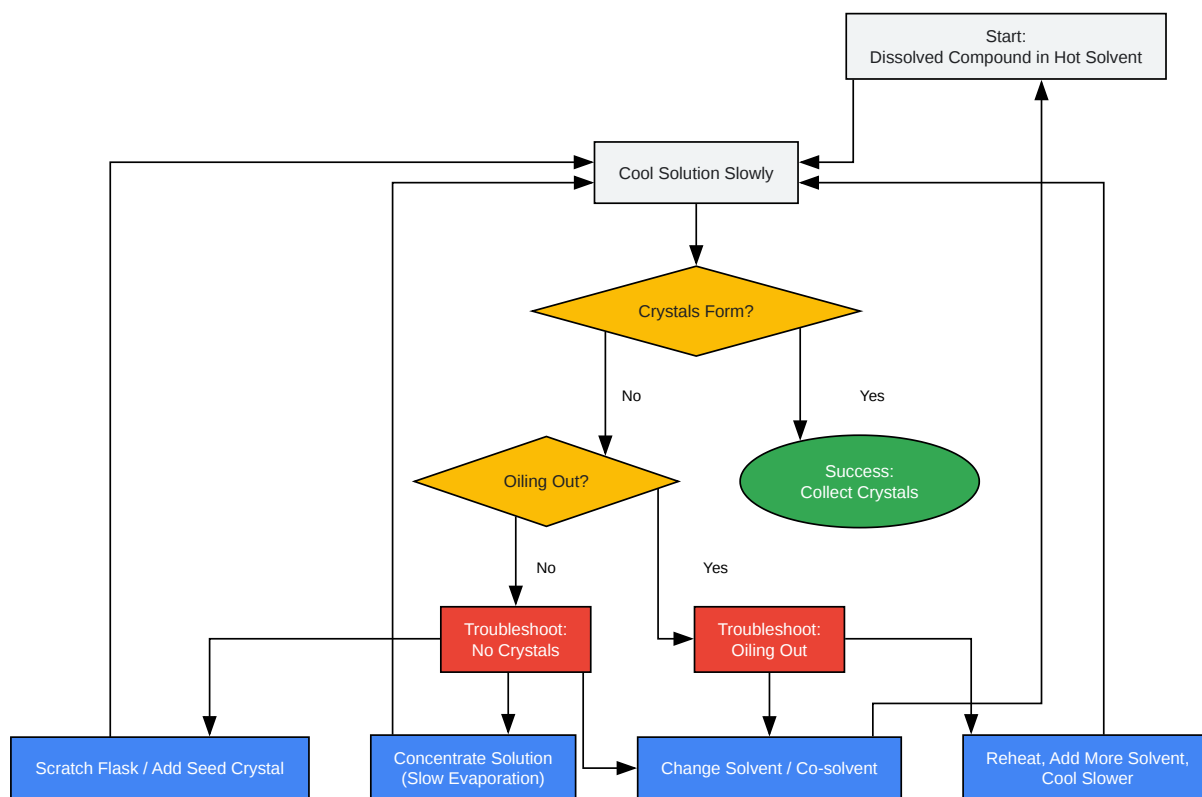 Start:
Dissolved Compound in Hot Solvent
Cool Solution Slowly
Crystals Form?
No
Yes
Oiling Out?
Success:
Collect Crystals
No
Yes
Troubleshoot:
No Crystals
Troubleshoot:
Oiling Out
Scratch Flask / Add Seed Crystal
Concentrate Solution
(Slow Evaporation)
Change Solvent / Co-solvent
Reheat, Add More Solvent,
Cool Slower